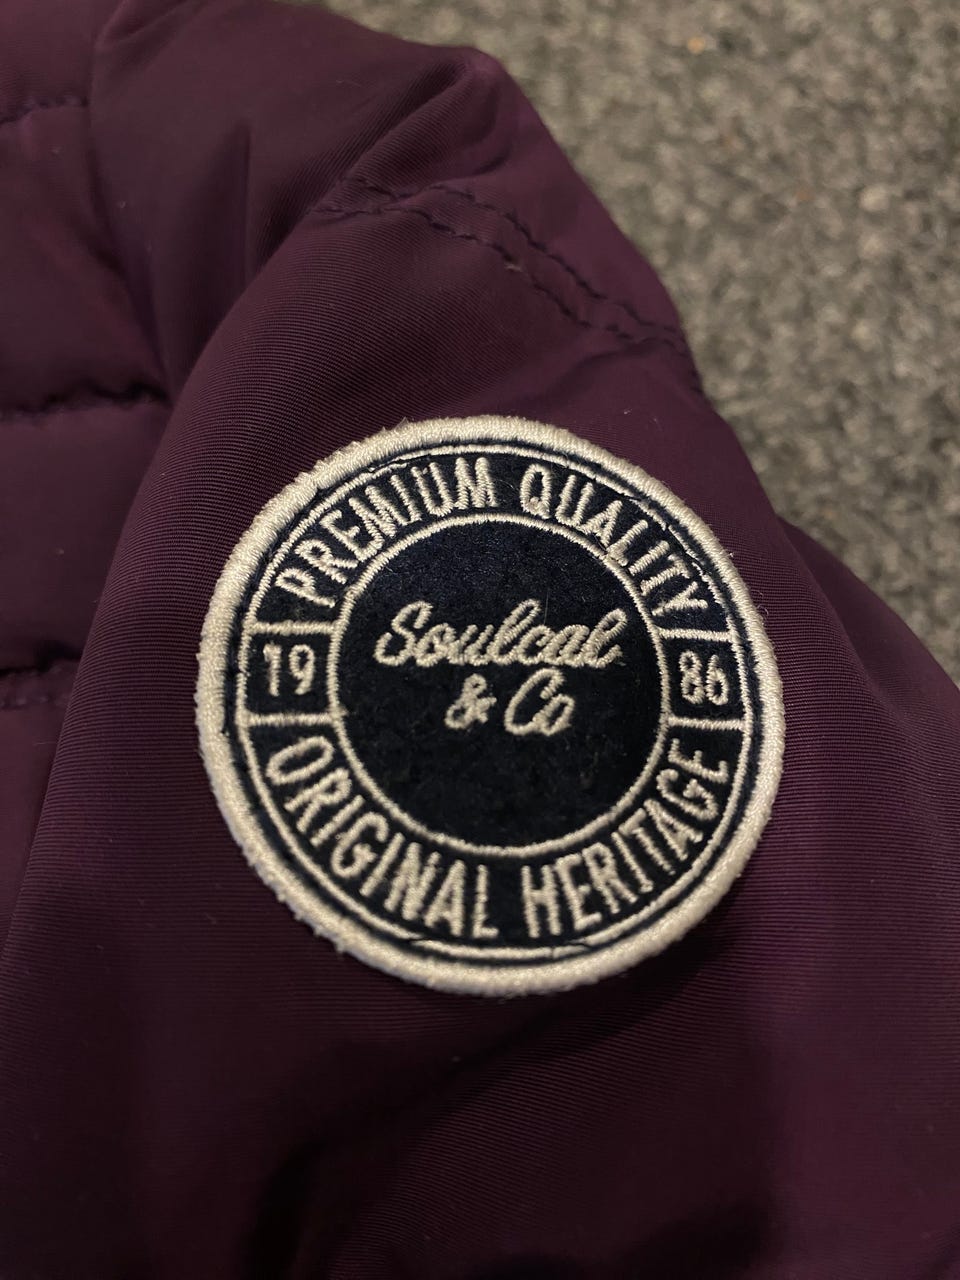 PREMIUM QUALITY
19
Soulcal
& Co
86
ORIGINAL HERITAGE